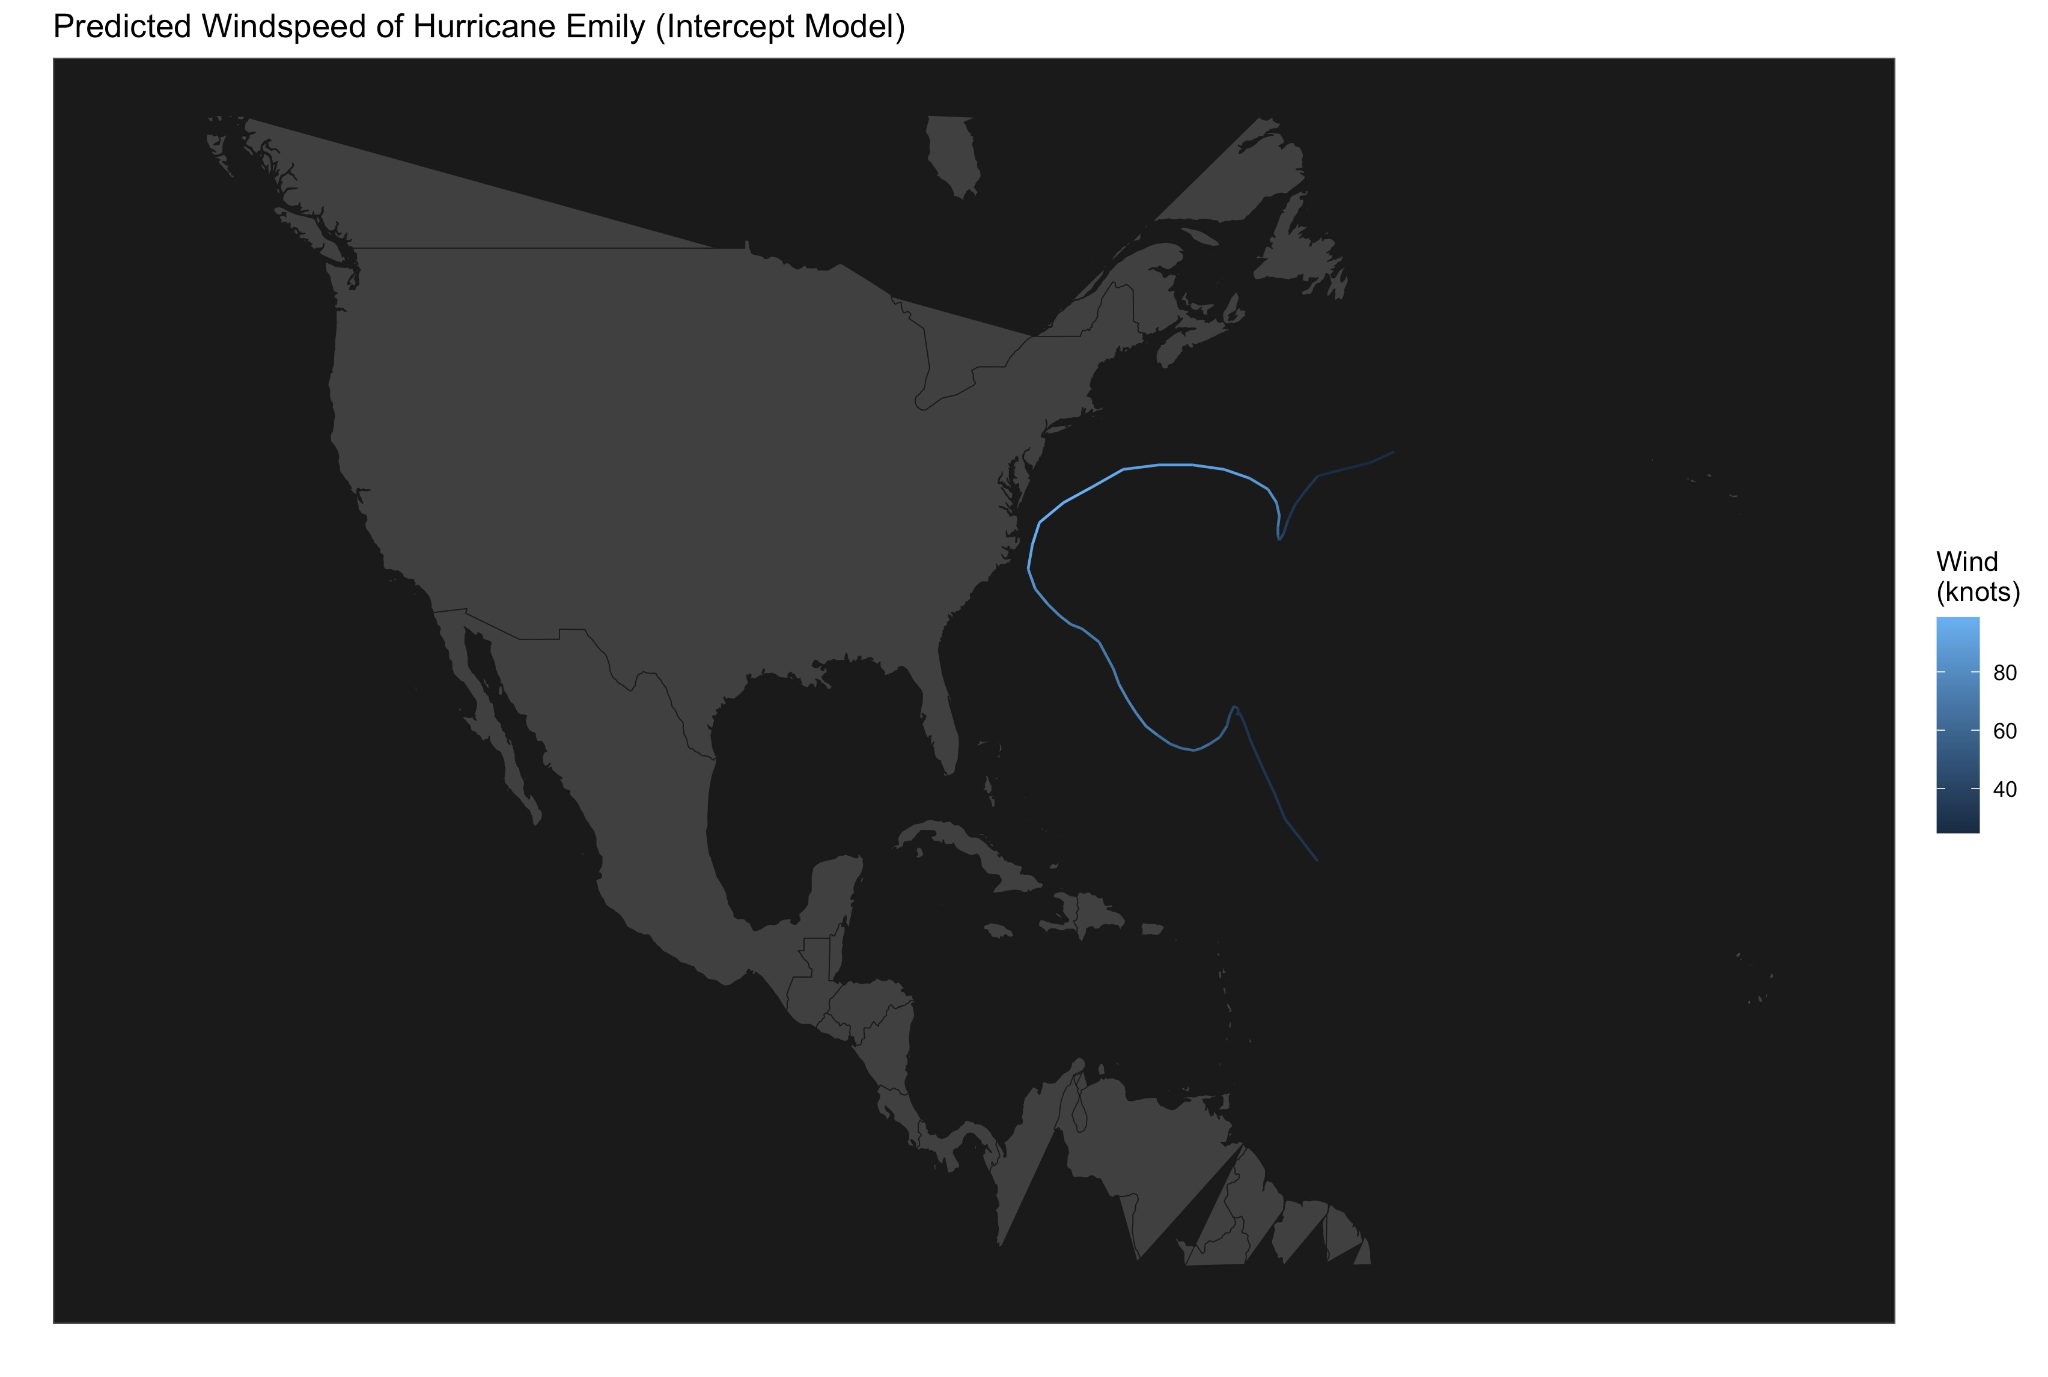 Predicted Windspeed of Hurricane Emily (Intercept Model)
Wind
(knots)
80
60
40